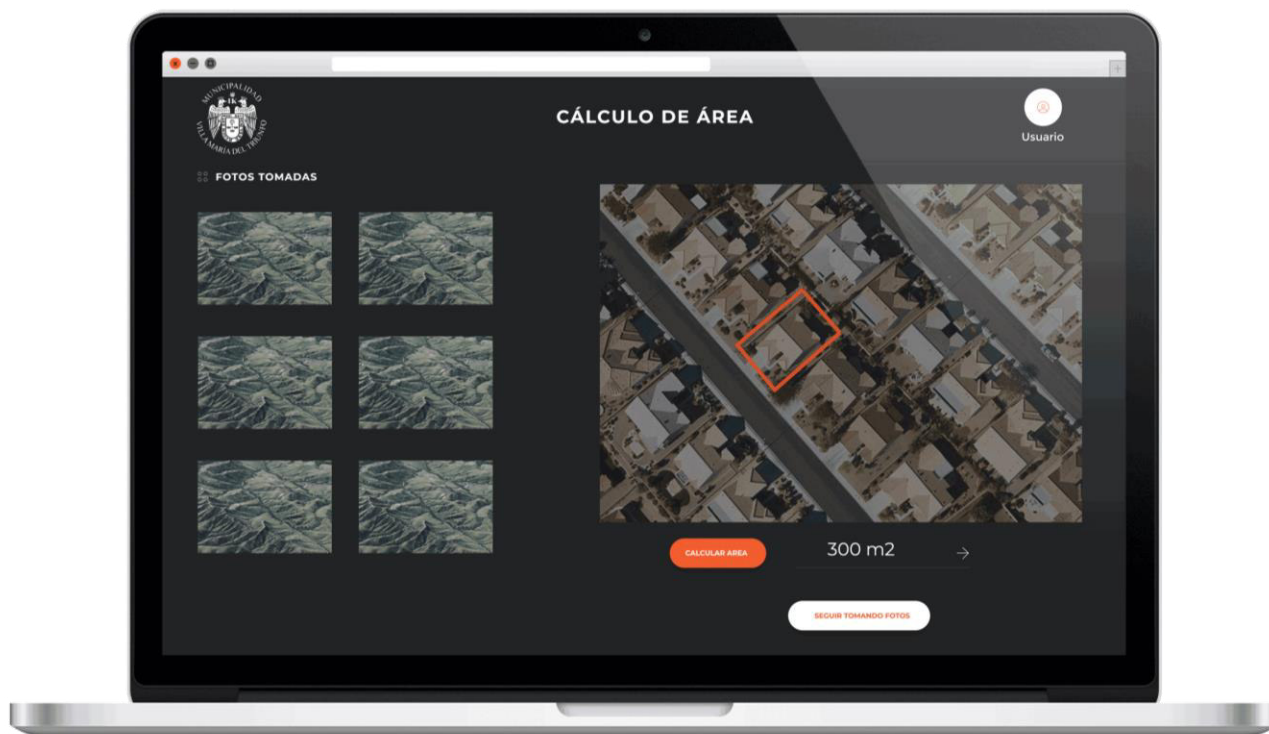 MUNICIPALIDAD
VILLA MARÍA DEL TRIUNFO
CÁLCULO DE ÁREA
Usuario
FOTOS TOMADAS
CALCULAR AREA
300 m2
SEGUIR TOMANDO FOTOS